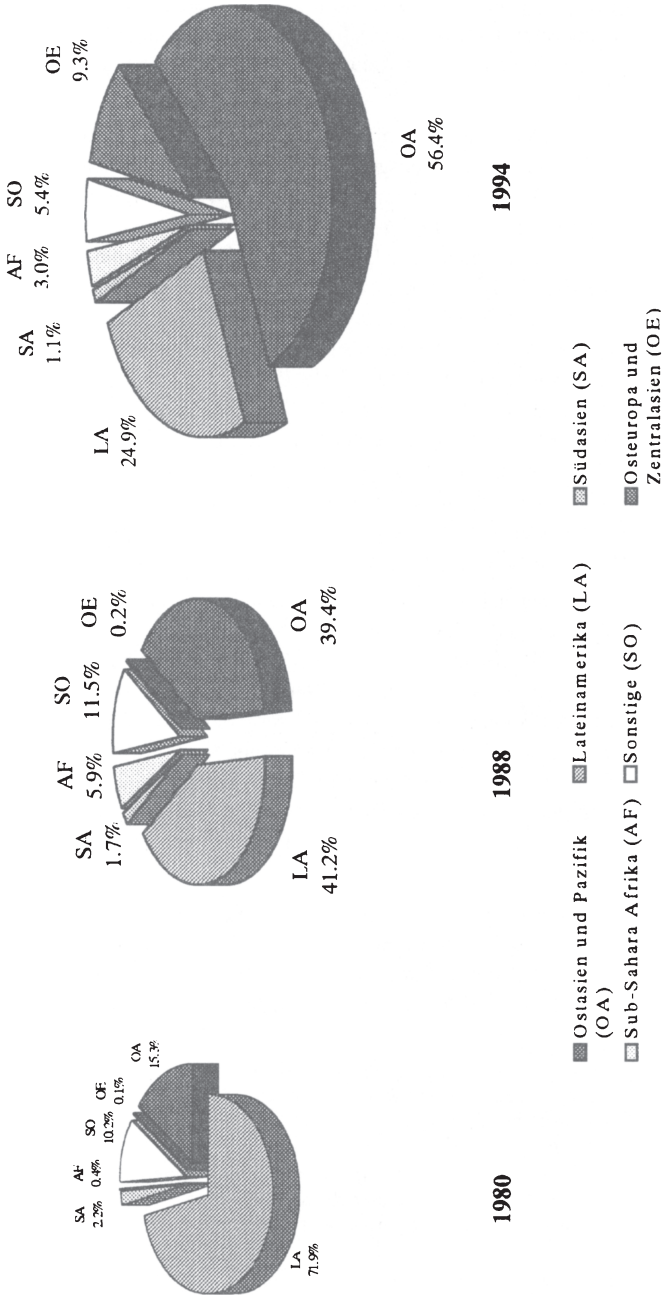 SA
2.2%
AF
0.4%
SO
10.2%
OE
0.1%
OA
15.3%
LA
71.9%
1980
SA
1.7%
AF
5.9%
SO
11.5%
OE
0.2%
OA
39.4%
LA
41.2%
1988
LA
24.9%
SA
1.1%
AF
3.0%
SO
5.4%
OE
9.3%
OA
56.4%
1994
Ostasien und Pazifik
(OA)
Lateinamerika (LA)
Südasien (SA)
Sub-Sahara Afrika (AF)
Sonstige (SO)
Osteuropa und
Zentralasien (OE)